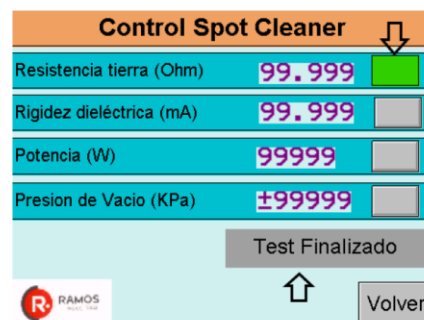 Control Spot Cleaner
Resistencia tierra (Ohm) 99.999
Rigidez dieléctrica (mA) 99.999
Potencia (W) 99999
Presion de Vacio (KPa) ±99999
Test Finalizado
R RAMOS
Volver